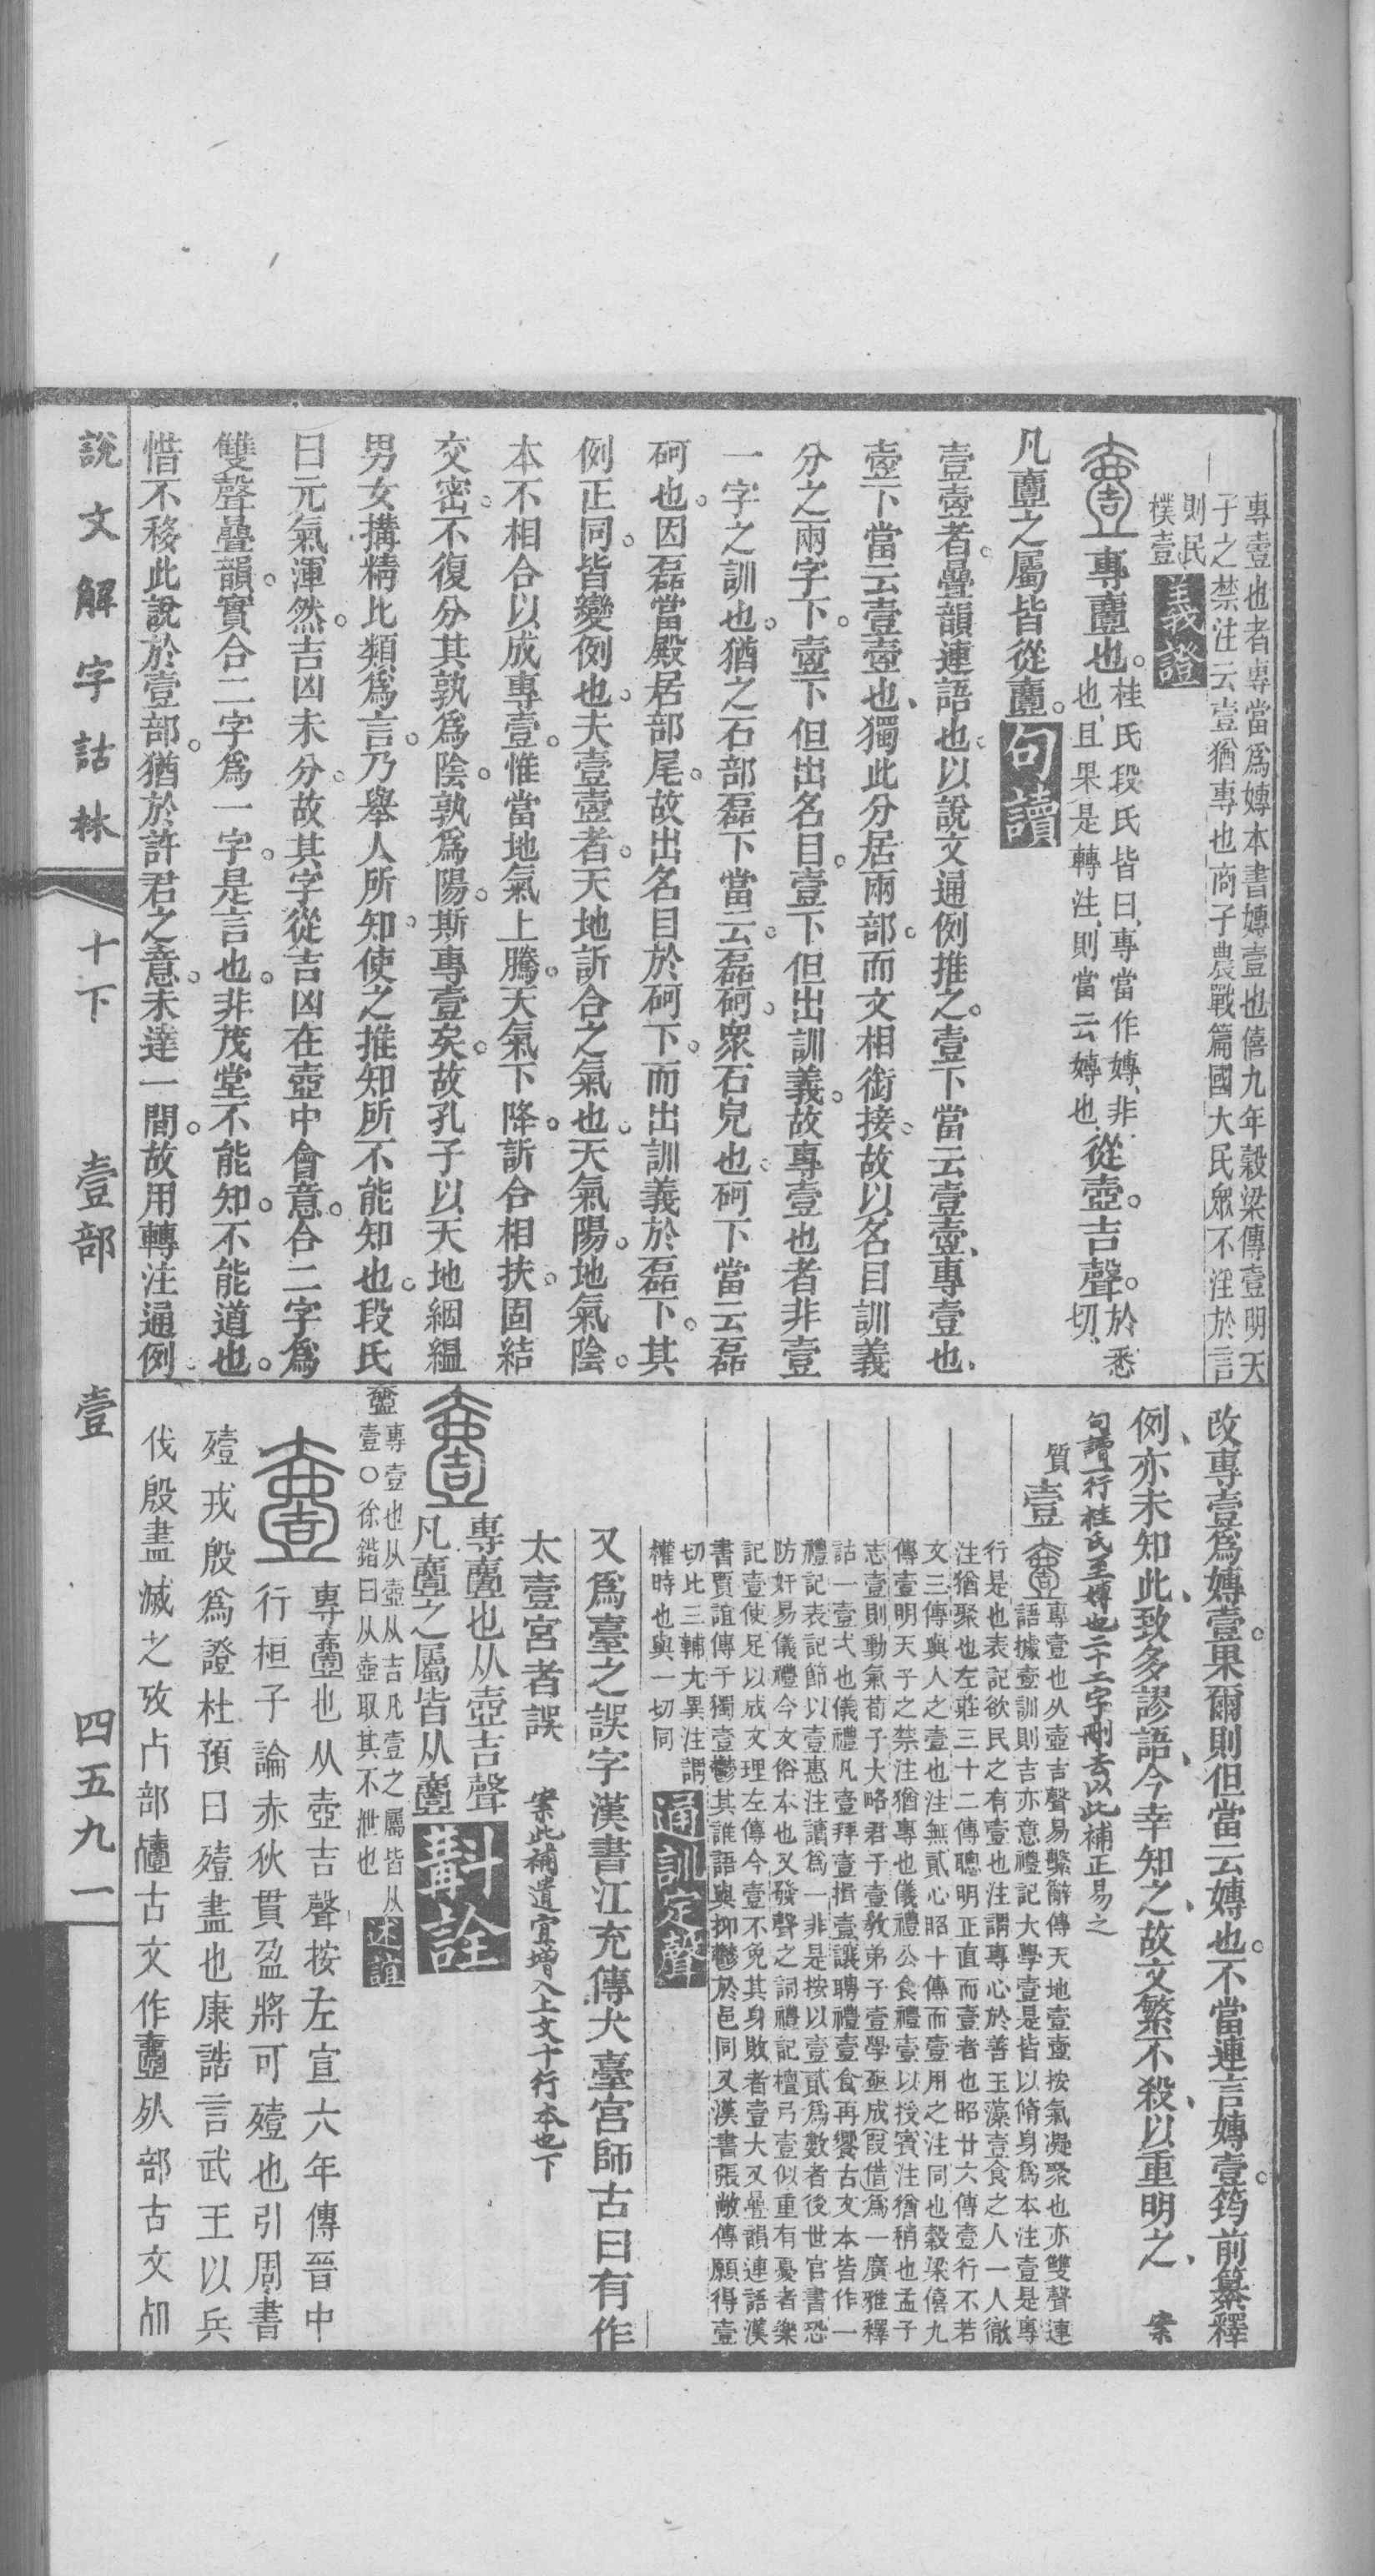 專壹也者專當爲嫥本書嫥壹也僖九年穀梁傳壹明天
子之禁注云壹猶專也商子農戰篇國大民眾不淫於言
則民
樸壹
義證
專壹也
桂氏段氏皆曰專當作嫥非
也且果是轉注則當云嫥也
從壺吉聲
於悉
切
凡壹之屬皆從壹
句讀
壹㚃者疊韻連語也以說文通例推之壹下當云壹㚃專壹也
㚃下當云壹㚃也獨此分居兩部而文相銜接故以名目訓義
分之兩字下㚃下但出名目壹下但出訓義故專壹也者非壹
一字之訓也猶之石部磊下當云磊砢眾石皃也砢下當云磊
砢也因磊當殿居部尾故出名目於砢下而出訓義於磊下其
例正同皆變例也夫壹㚃者天地訢合之氣也天氣陽地氣陰
本不相合以成專壹惟當地氣上騰天氣下降訢合相扶固結
交密不復分其孰爲陰孰爲陽斯專壹矣故孔子以天地絪縕
男女搆精比類爲言乃舉人所知使之推知所不能知也段氏
曰元氣渾然吉凶未分故其字從吉凶在壺中會意合二字爲
雙聲疊韻實合二字爲一字是言也非茂堂不能知不能道也
惜不移此說於壹部猶於許君之意未達一閒故用轉注通例
改專壹爲嫥壹果爾則但當云嫥也不當連言嫥壹筠前纂釋
例亦未知此致多謬語今幸知之故文繁不殺以重明之 案
句讀一行桂氏至嫥也二十二字刪去以此補正易之
質
壹
專壹也从壺吉聲易繫辭傳天地壹㚃按氣凝聚也亦雙聲連
語據㚃訓則吉亦意禮記大學壹是皆以脩身爲本注壹是專
行是也表記欲民之有壹也注謂專心於善玉藻壹食之人一人徹
注猶聚也左莊三十二傳聰明正直而壹者也昭廿六傳壹行不若
文三傳與人之壹也注無貳心昭十傳而壹用之注同也穀梁僖九
傳壹明天子之禁注猶專也儀禮公食禮壹以授賓注猶稍也孟子
志壹則動氣荀子大略君子壹敎弟子壹學亟成叚借爲一廣雅釋
詁一壹弌也儀禮凡壹拜壹揖壹讓聘禮壹食再饗古文本皆作一
禮記表記節以壹惠注讀爲一非是按以壹貳爲數者後世官書恐
防奸易儀禮今文俗本也又發聲之詞禮記檀弓壹似重有憂者樂
記壹使足以成文理左傳今壹不免其身敗者壹大又疊韻連語漢
書賈誼傳子獨壹鬱其誰語與抑鬱於邑同又漢書張敞傳願得壹
切比三輔尤異注謂
權時也與一切同
通訓定聲
又爲臺之誤字漢書江充傳犬臺宮師古曰有作
太壹宮者誤
案此補遺宜增入上文十行本也下
專壹也从壺吉聲
凡壹之屬皆从壹
斠詮
專壹也从壺从吉凡壹之屬皆从
壹○徐鍇曰从壺取其不泄也
述誼
專壹也从壺吉聲按左宣六年傳晉中
行桓子論赤狄貫盈將可殪也引周書
殪戎殷爲證杜預曰殪盡也康誥言武王以兵
伐殷盡滅之攷歺部殪古文作
說文解字詁林
十下
壹部
壹
四五九一